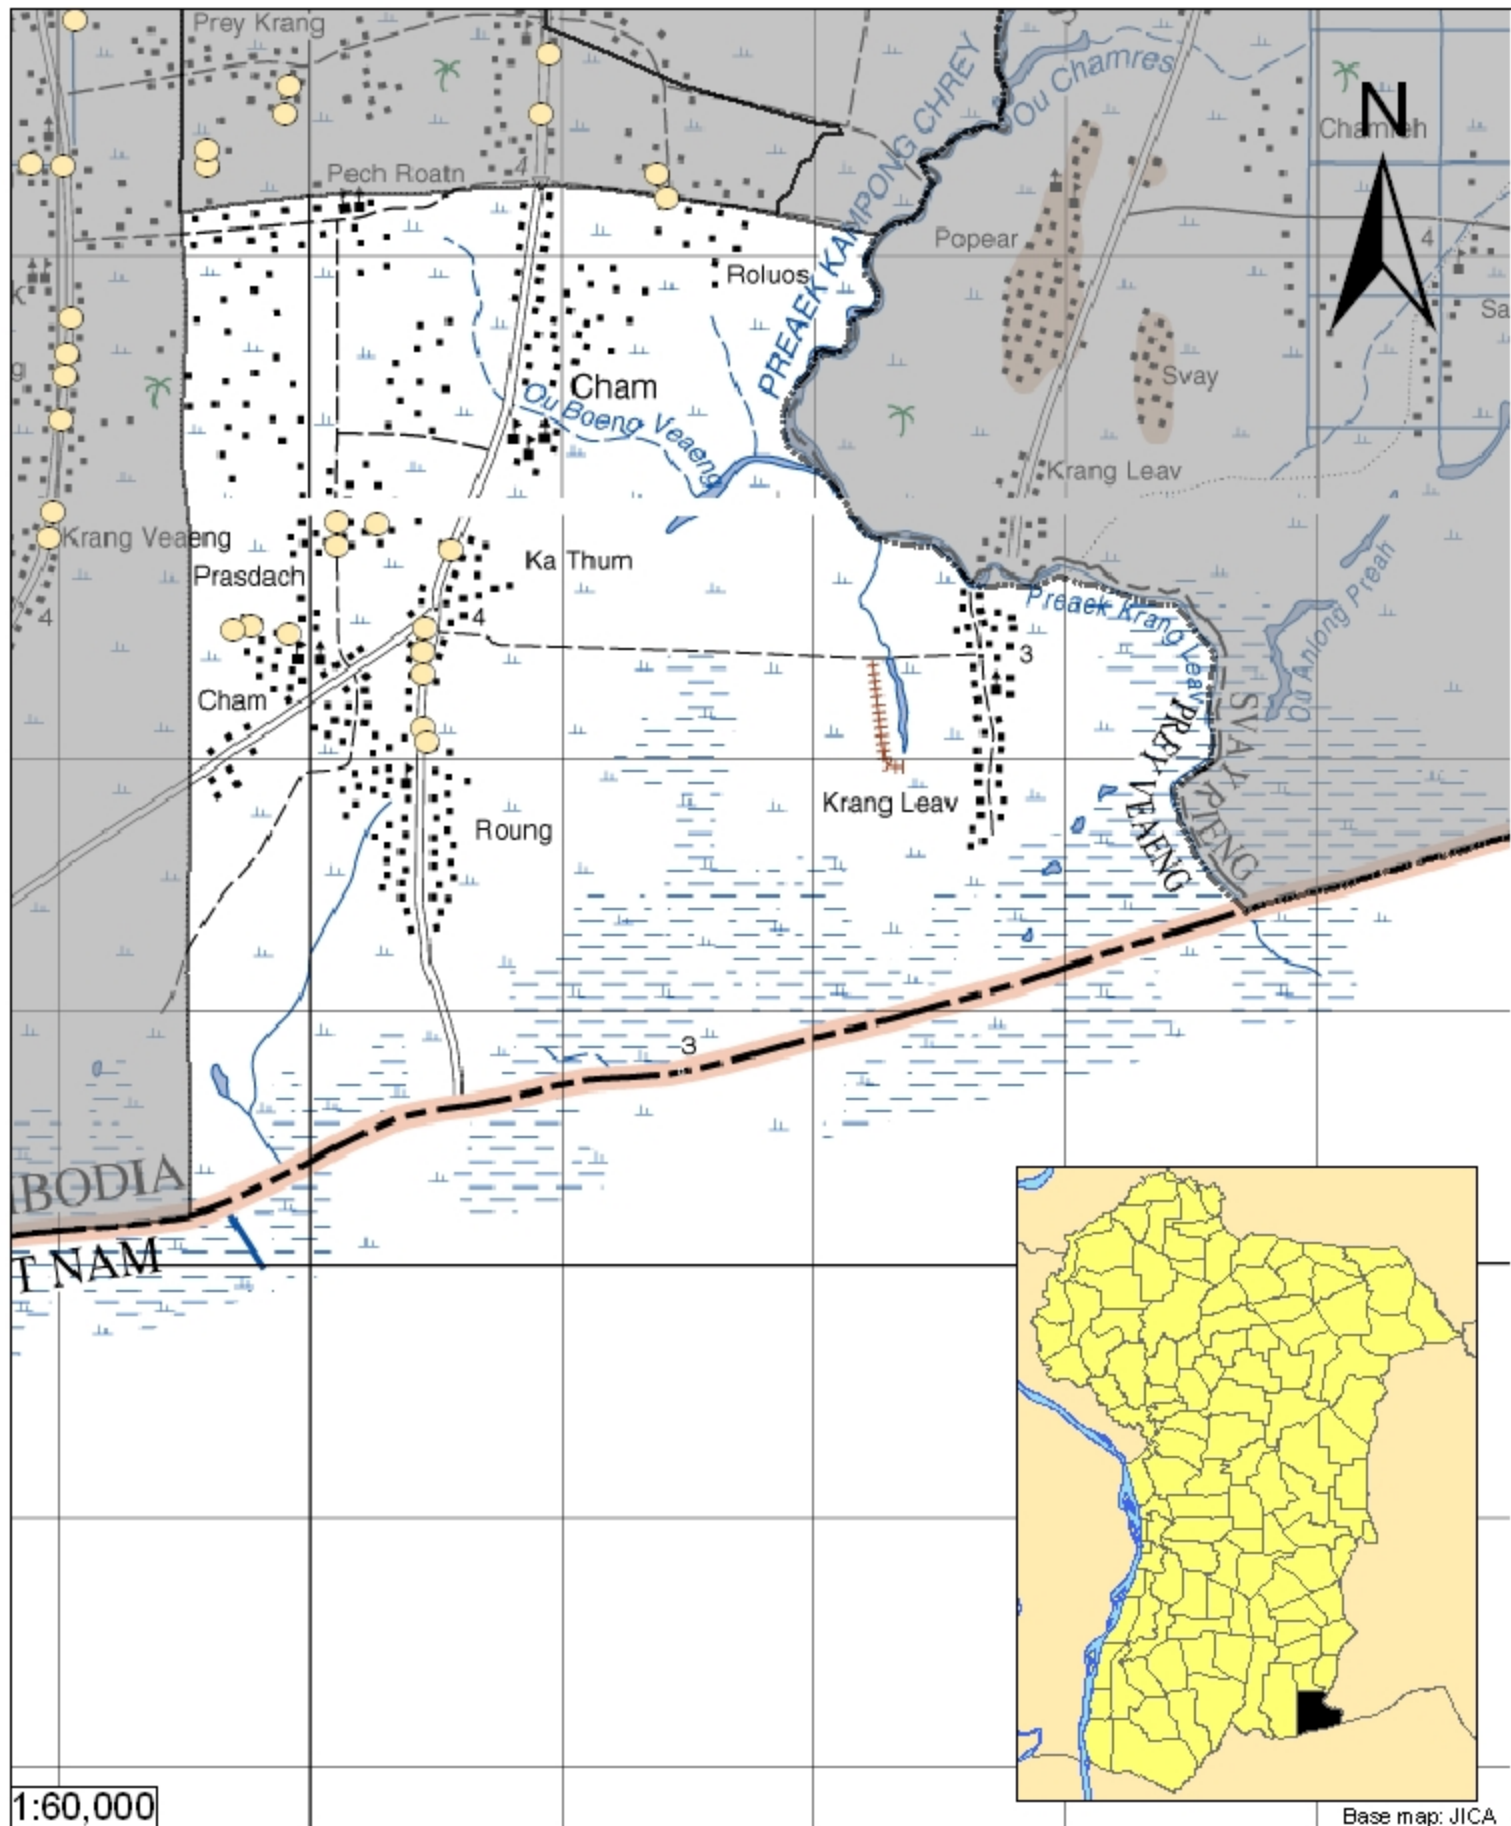 Prey Krang
Ou Chamres
N
Chamreh
PREAEK KAMPONG CHREY
Pech Roatn
4
Popear
4
Roluos
K
Sa
g
Svay
Cham
Ou Boeng Veaeng
Krang Leav
Krang Veaeng
Ka Thum
Prasdach
Ou Anlong Preah
Preaek Krang Leav
4
4
3
Cham
SVAY RIENG
PREY VEAENG
Krang Leav
Roung
3
BODIA
T NAM
1:60,000
Base map: JICA